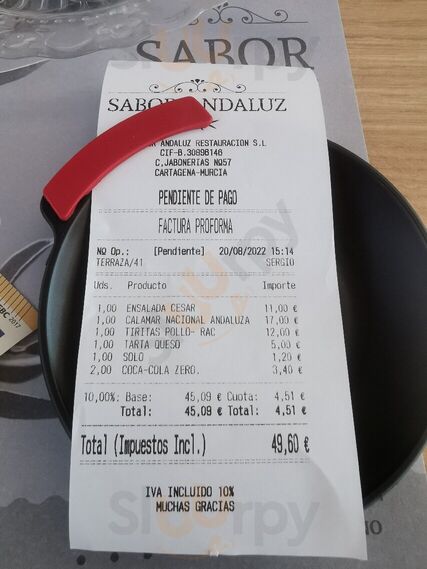 SABOR
SABOR ANDALUZ
ANDALUZ RESTAURACION S.L
CIF-B.30898146
C,JABONERIAS Nº57
CARTAGENA-MURCIA
PENDIENTE DE PAGO
FACTURA PROFORMA
Nº Op.: [Pendiente] 20/08/2022 15:14
TERRAZA/41 SERGIO
Uds. Producto Importe
1,00 ENSALADA CESAR 11,00 €
1,00 CALAMAR NACIONAL ANDALUZA 17,00 €
1,00 TIRITAS POLLO- RAC 12,00 €
1,00 TARTA QUESO 5,00 €
1,00 SOLO 1,20 €
2,00 COCA-COLA ZERO. 3,40 €
10,00%: Base: 45,09 € Cuota: 4,51 €
Total: 45,09 € Total: 4,51 €
Total (Impuestos Incl.) 49,60 €
IVA INCLUIDO 10%
MUCHAS GRACIAS
Sluurpy